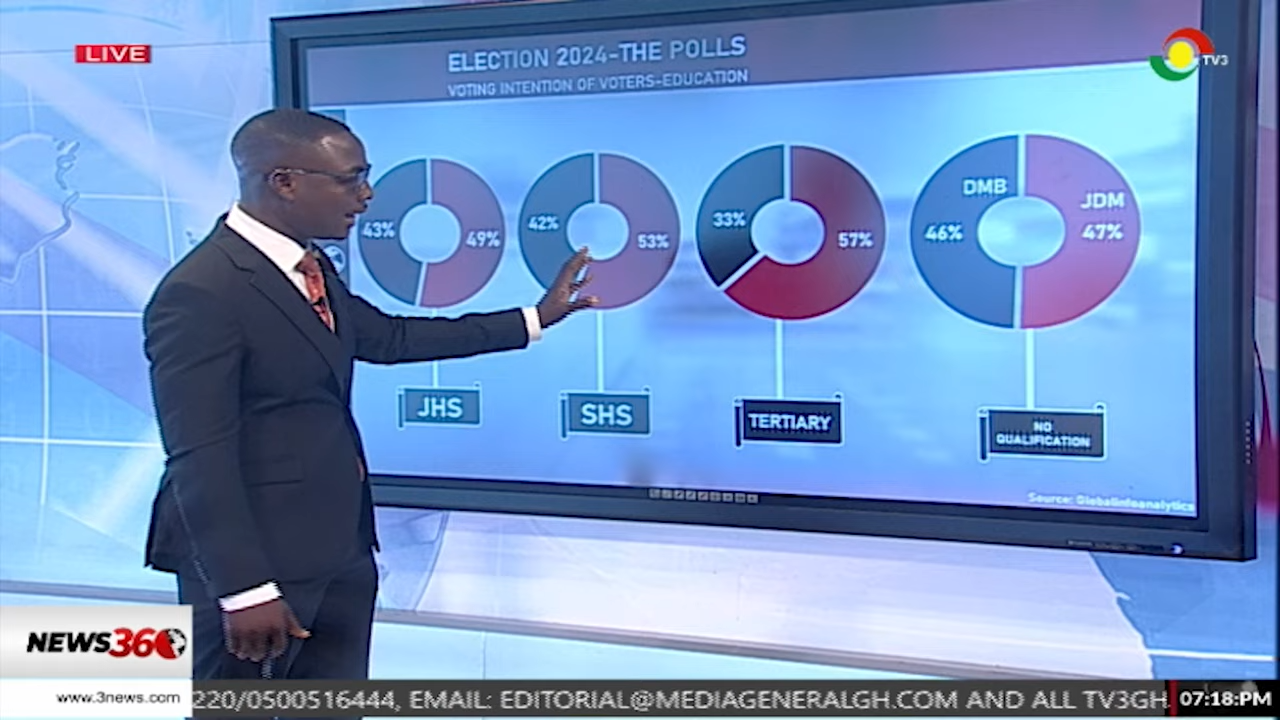 LIVE
ELECTION 2024-THE POLLS
VOTING INTENTION OF VOTERS-EDUCATION
TV3
43%
49%
42%
53%
33%
57%
DMB
46%
JDM
47%
JHS
SHS
TERTIARY
NO
QUALIFICATION
Source: Globalinfoanalytics
NEWS360
www.3news.com
220/0500516444, EMAIL: EDITORIAL@MEDIAGENERALGH.COM AND ALL TV3GH
07:18:PM